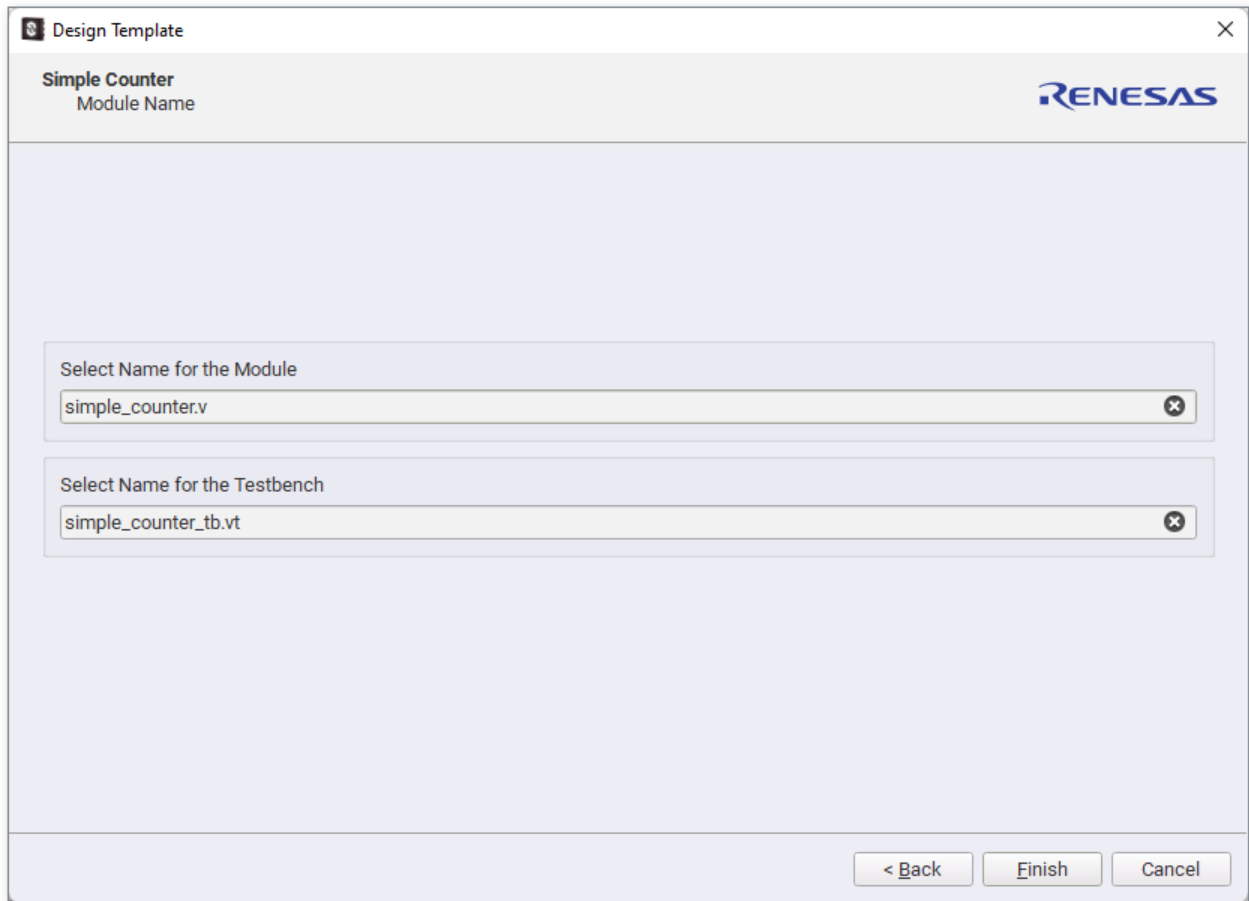 Design Template
Simple Counter
Module Name
RENESAS
Select Name for the Module
simple_counter.v
Select Name for the Testbench
simple_counter_tb.vt
< Back
Finish
Cancel